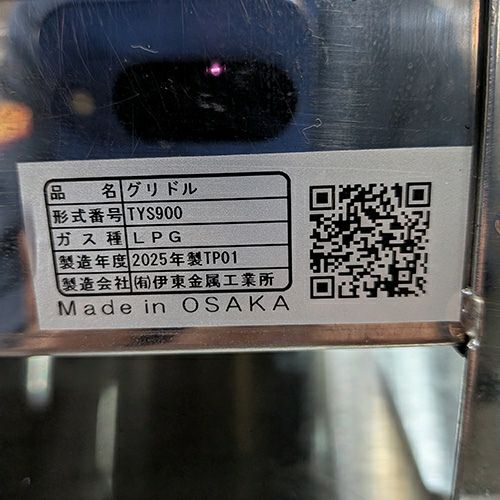 品名 グリドル
形式番号 TYS900
ガス種 LPG
製造年度 2025年製TP01
製造会社 ㈲伊東金属工業所
Made in OSAKA